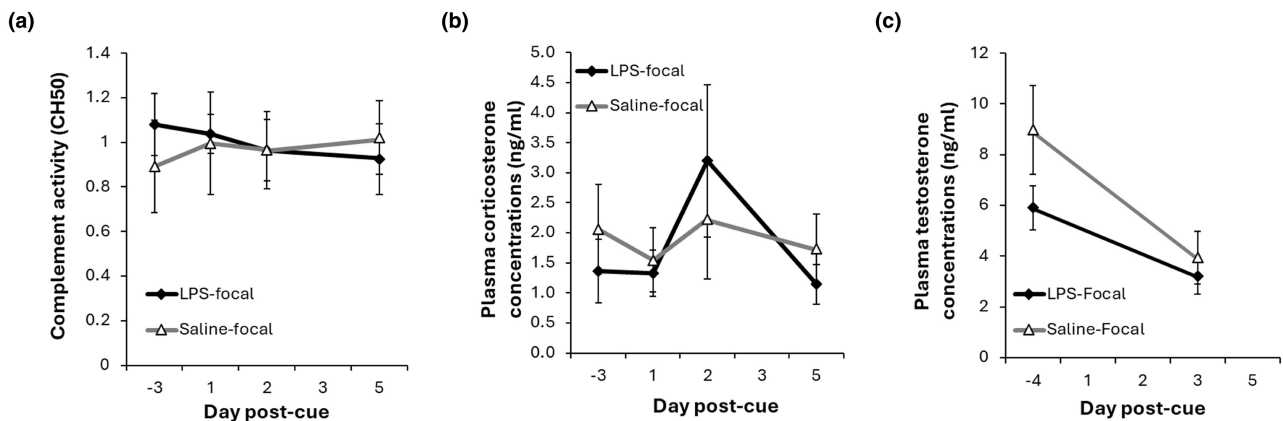 (a)
Complement activity (CH50)
1.4
1.2
1
0.8
0.6
0.4
0.2
0
LPS-focal
Saline-focal
-3 1 2 3 5
Day post-cue
(b)
Plasma corticosterone
concentrations (ng/ml)
5.0
4.5
4.0
3.5
3.0
2.5
2.0
1.5
1.0
0.5
0.0
LPS-focal
Saline-focal
-3 1 2 3 5
Day post-cue
(c)
Plasma testosterone
concentrations (ng/ml)
12
10
8
6
4
2
0
LPS-Focal
Saline-Focal
-4 1 2 3 5
Day post-cue